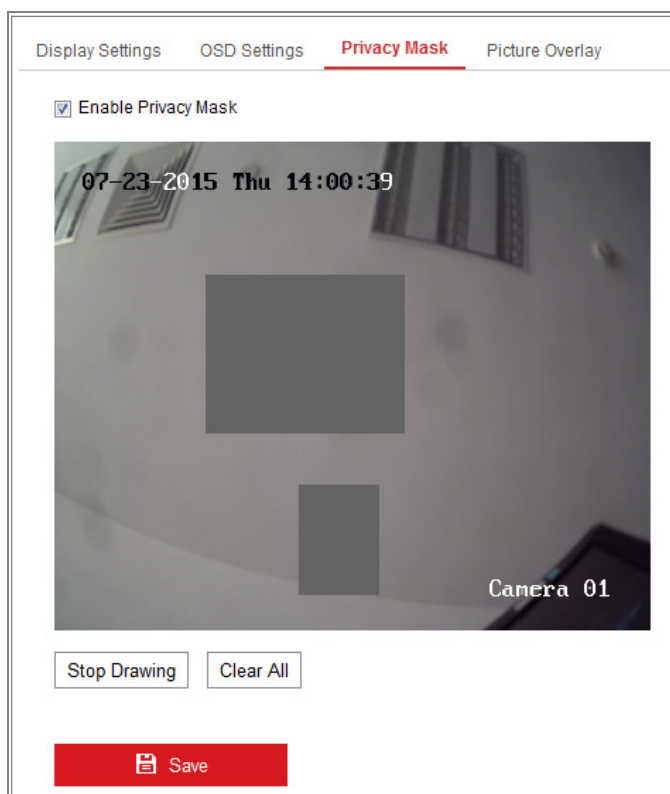 Display Settings OSD Settings Privacy Mask Picture Overlay
Enable Privacy Mask
07-23-2015 Thu 14:00:39
Camera 01
Stop Drawing Clear All
Save